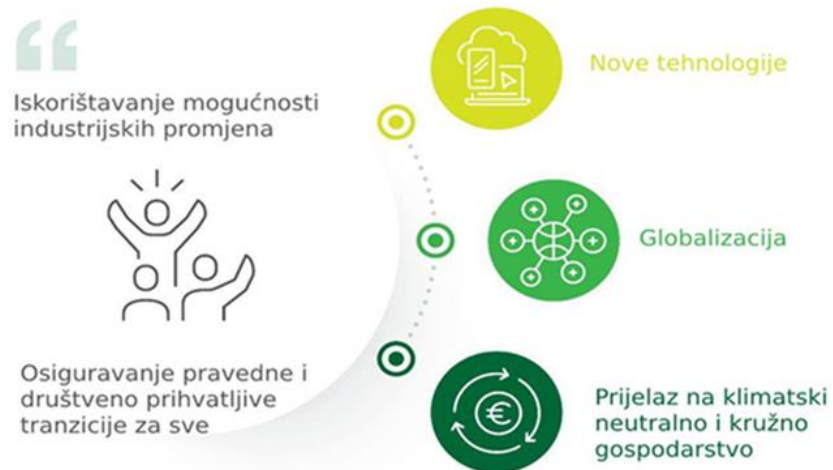 Iskorištavanje mogućnosti
industrijskih promjena
Osiguravanje pravedne i
društveno prihvatljive
tranzicije za sve
Nove tehnologije
Globalizacija
Prijelaz na klimatski
neutralno i kružno
gospodarstvo